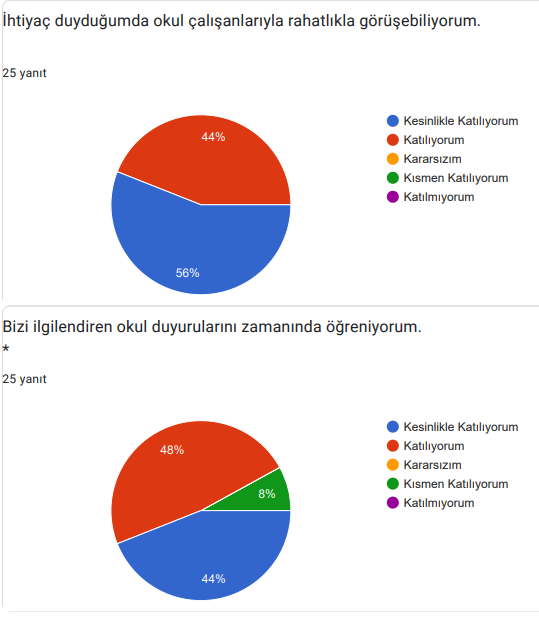 İhtiyaç duyduğumda okul çalışanlarıyla rahatlıkla görüşebiliyorum.
25 yanıt
44%
56%
Kesinlikle Katılıyorum
Katılıyorum
Kararsızım
Kısmen Katılıyorum
Katılmıyorum
Bizi ilgilendiren okul duyurularını zamanında öğreniyorum.
*
25 yanıt
48%
8%
44%
Kesinlikle Katılıyorum
Katılıyorum
Kararsızım
Kısmen Katılıyorum
Katılmıyorum